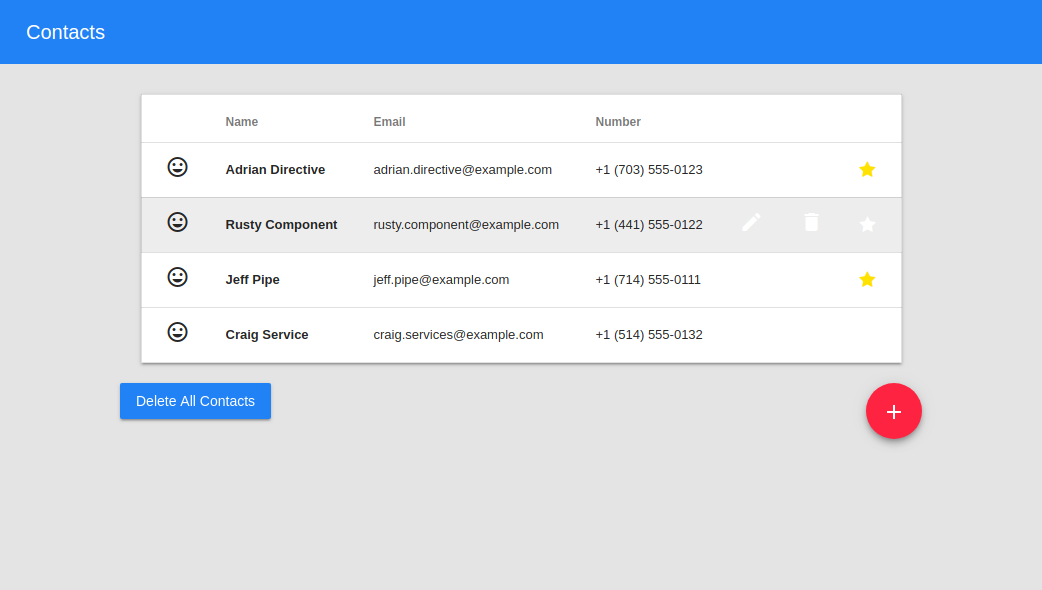 Contacts
Name Email Number
Adrian Directive adrian.directive@example.com +1 (703) 555-0123
Rusty Component rusty.component@example.com +1 (441) 555-0122
Jeff Pipe jeff.pipe@example.com +1 (714) 555-0111
Craig Service craig.services@example.com +1 (514) 555-0132
Delete All Contacts
+